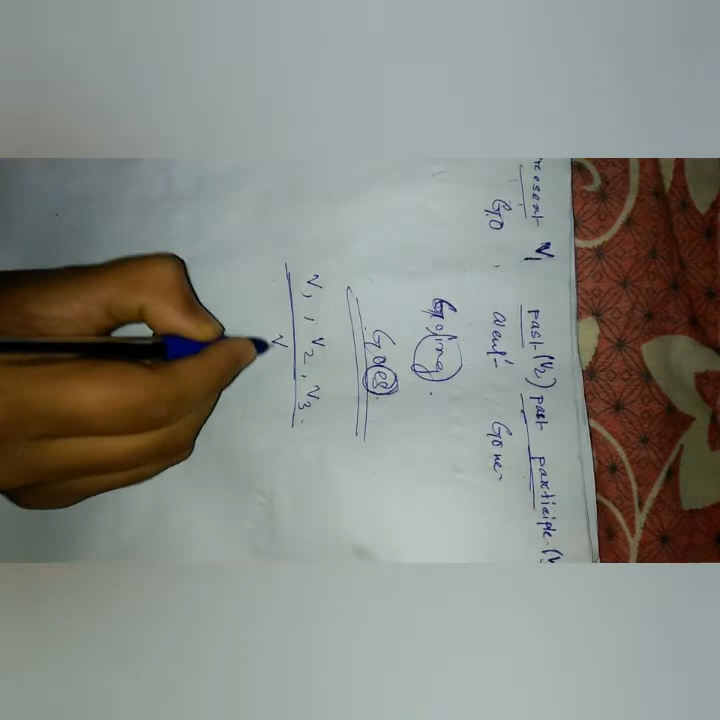 resent V1 past (V2) past participle (V
Go , Went Gone
Going .
Goes .
V1 , V2 , V3 .
V